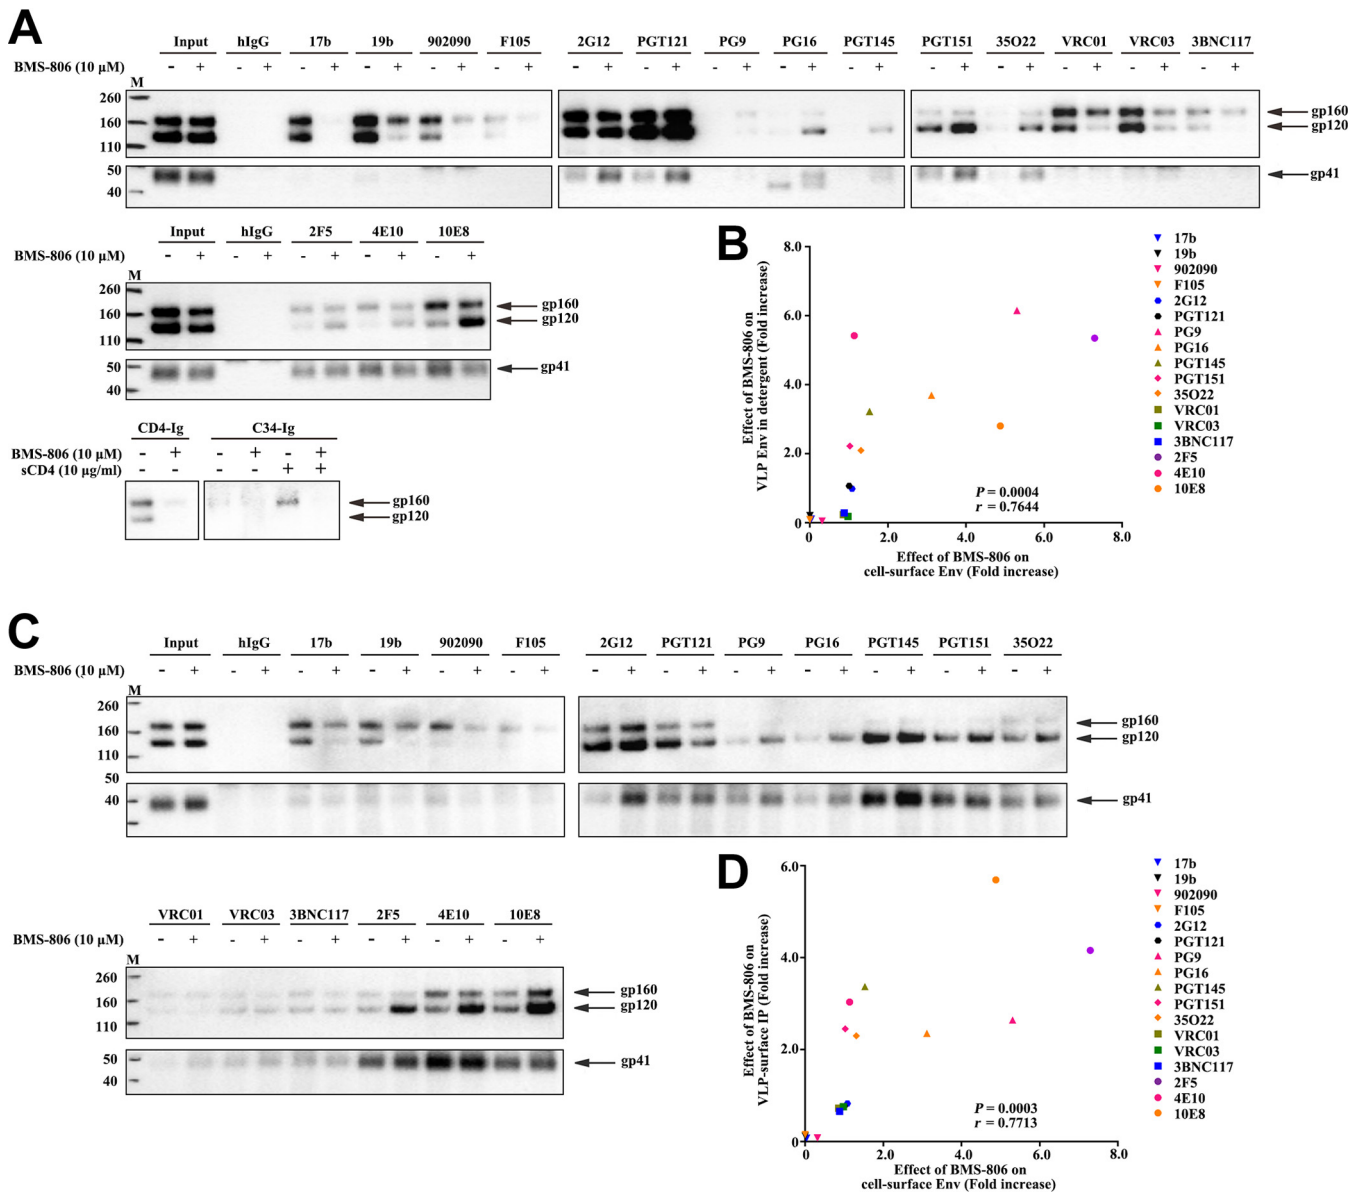 A
Input hIgG 17b 19b 902090 F105 2G12 PGT121 PG9 PG16 PGT145 PGT151 35O22 VRC01 VRC03 3BNC117
BMS-806 (10 µM) - + - + - + - + - + - + - + - + - + - + - + - + - + - + - + - +
M
260
160
110
gp160
gp120
50
40
gp41
Input hIgG 2F5 4E10 10E8
BMS-806 (10 µM) - + - + - + - + - +
M
260
160
110
gp160
gp120
50
40
gp41
CD4-Ig C34-Ig
BMS-806 (10 µM) - + - + - +
sCD4 (10 µg/ml) - - - - + +
gp160
gp120
B
8.0
6.0
4.0
2.0
0
Effect of BMS-806 on
VLP Env in detergent (Fold increase)
P = 0.0004
r = 0.7644
0 2.0 4.0 6.0 8.0
Effect of BMS-806 on
cell-surface Env (Fold increase)
17b
19b
902090
F105
2G12
PGT121
PG9
PG16
PGT145
PGT151
35O22
VRC01
VRC03
3BNC117
2F5
4E10
10E8
C
Input hIgG 17b 19b 902090 F105 2G12 PGT121 PG9 PG16 PGT145 PGT151 35O22
BMS-806 (10 µM) - + - + - + - + - + - + - + - + - + - + - + - + - +
M
260
160
110
gp160
gp120
50
40
gp41
VRC01 VRC03 3BNC117 2F5 4E10 10E8
BMS-806 (10 µM) - + - + - + - + - + - +
M
260
160
110
gp160
gp120
50
40
gp41
D
6.0
4.0
2.0
0
Effect of BMS-806 on
VLP-surface IP (Fold increase)
P = 0.0003
r = 0.7713
0 2.0 4.0 6.0 8.0
Effect of BMS-806 on
cell-surface Env (Fold increase)
17b
19b
902090
F105
2G12
PGT121
PG9
PG16
PGT145
PGT151
35O22
VRC01
VRC03
3BNC117
2F5
4E10
10E8